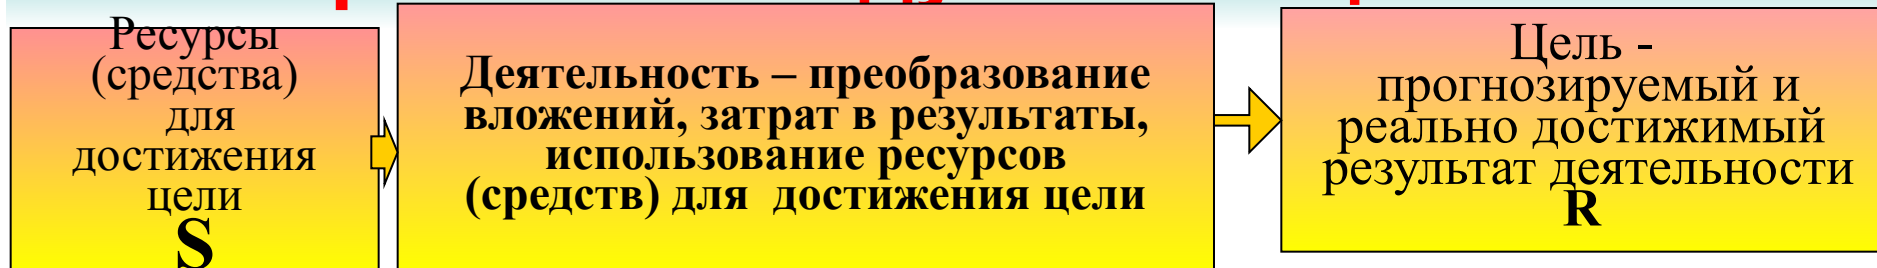 Ресурсы
(средства)
для
достижения
цели
S
Деятельность – преобразование
вложений, затрат в результаты,
использование ресурсов
(средств) для достижения цели
Цель -
прогнозируемый и
реально достижимый
результат деятельности
R